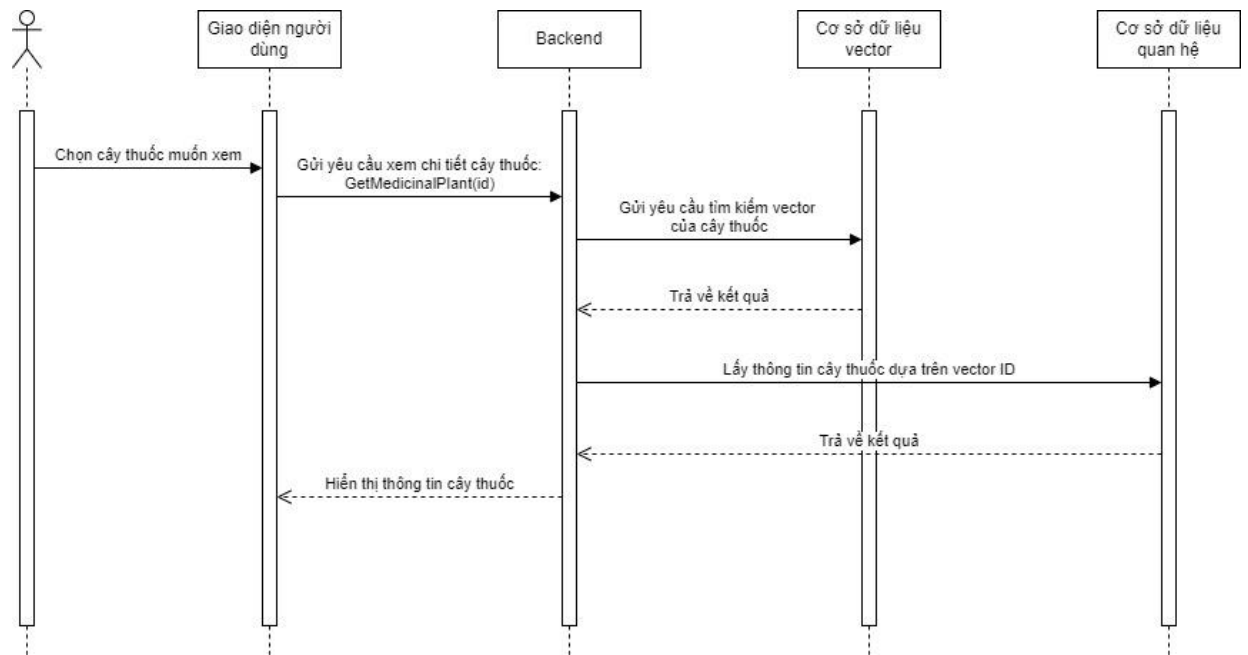 Giao diện người
dùng
Backend
Cơ sở dữ liệu
vector
Cơ sở dữ liệu
quan hệ
Chọn cây thuốc muốn xem
Gửi yêu cầu xem chi tiết cây thuốc:
GetMedicinalPlant(id)
Gửi yêu cầu tìm kiếm vector
của cây thuốc
Trả về kết quả
Lấy thông tin cây thuốc dựa trên vector ID
Trả về kết quả
Hiển thị thông tin cây thuốc